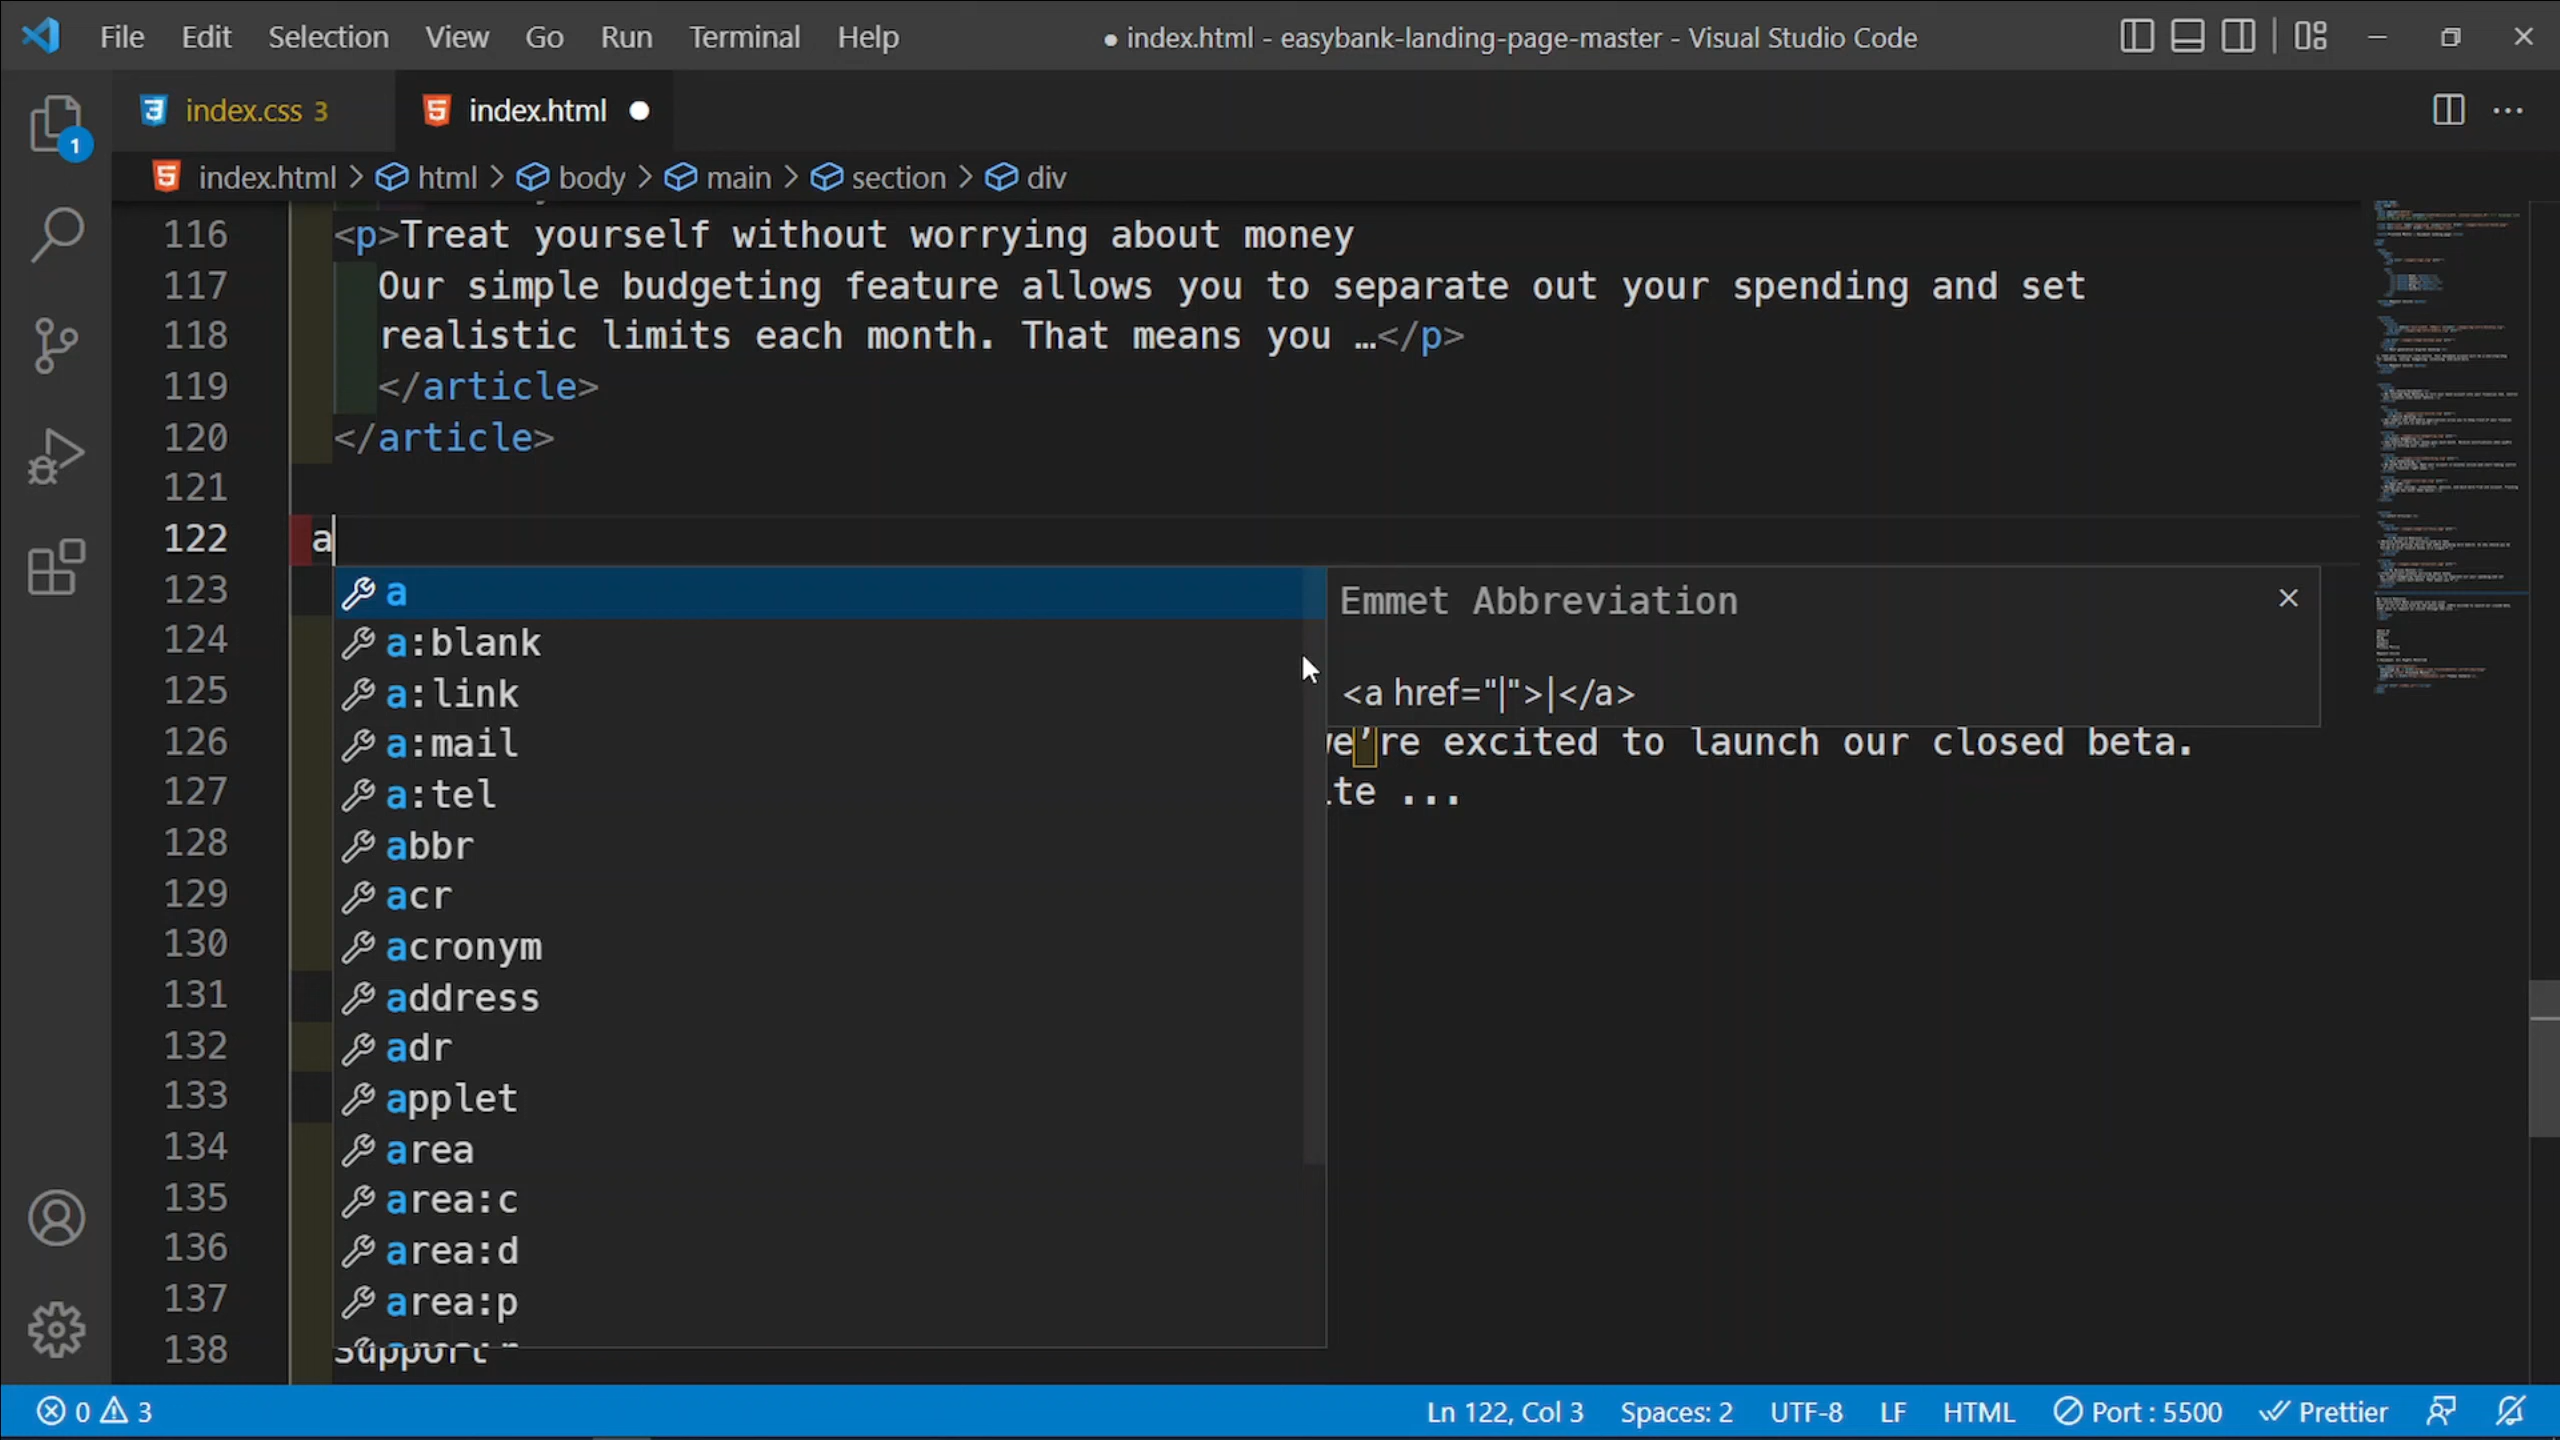 File Edit Selection View Go Run Terminal Help
● index.html - easybank-landing-page-master - Visual Studio Code
index.css 3
index.html ●
1
index.html > html > body > main > section > div
116 <p>Treat yourself without worrying about money
117 Our simple budgeting feature allows you to separate out your spending and set
118 realistic limits each month. That means you …</p>
119 </article>
120 </article>
121
122 a
123 a
Emmet Abbreviation
124 a:blank
125 a:link
<a href="|">|</a>
126 a:mail
e’re excited to launch our closed beta.
127 a:tel
te ...
128 abbr
129 acr
130 acronym
131 address
132 adr
133 applet
134 area
135 area:c
136 area:d
137 area:p
138 Support
0 3
Ln 122, Col 3 Spaces: 2 UTF-8 LF HTML Port : 5500 Prettier